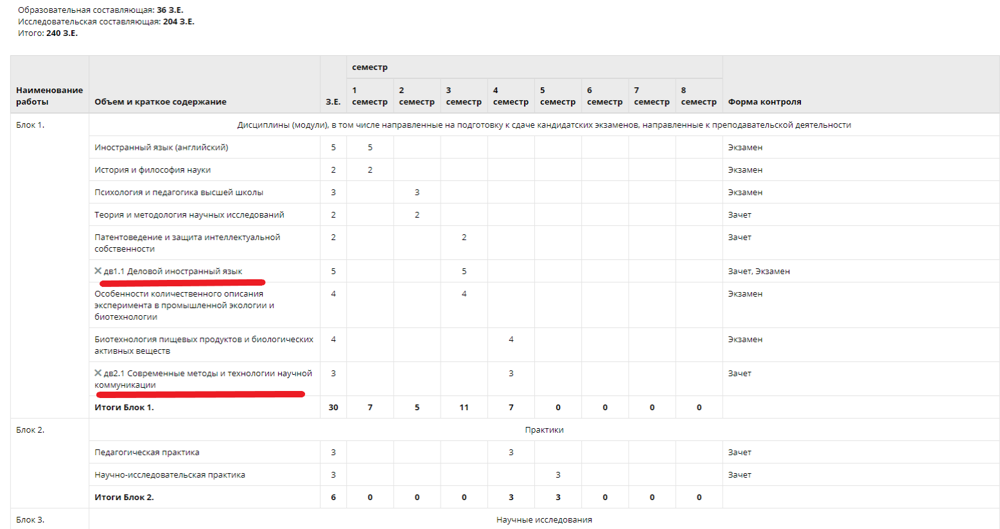 Образовательная составляющая: 36 З.Е.
Исследовательская составляющая: 204 З.Е.
Итого: 240 З.Е.
Наименование работы
Объем и краткое содержание
З.Е.
семестр
1 семестр
2 семестр
3 семестр
4 семестр
5 семестр
6 семестр
7 семестр
8 семестр
Форма контроля
Блок 1. Дисциплины (модули), в том числе направленные на подготовку к сдаче кандидатских экзаменов, направленные к преподавательской деятельности
Иностранный язык (английский) 5 5 Экзамен
История и философия науки 2 2 Экзамен
Психология и педагогика высшей школы 3 3 Экзамен
Теория и методология научных исследований 2 2 Зачет
Патентоведение и защита интеллектуальной 2 2 Зачет
собственности
дв1.1 Деловой иностранный язык 5 5 Зачет, Экзамен
Особенности количественного описания 4 4 Экзамен
эксперимента в промышленной экологии и
биотехнологии
Биотехнология пищевых продуктов и биологических 4 4 Экзамен
активных веществ
дв2.1 Современные методы и технологии научной 3 3 Зачет
коммуникации
Итоги Блок 1. 30 7 5 11 7 0 0 0 0
Блок 2. Практики
Педагогическая практика 3 3 Зачет
Научно-исследовательская практика 3 3 Зачет
Итоги Блок 2. 6 0 0 0 3 3 0 0 0
Блок 3. Научные исследования